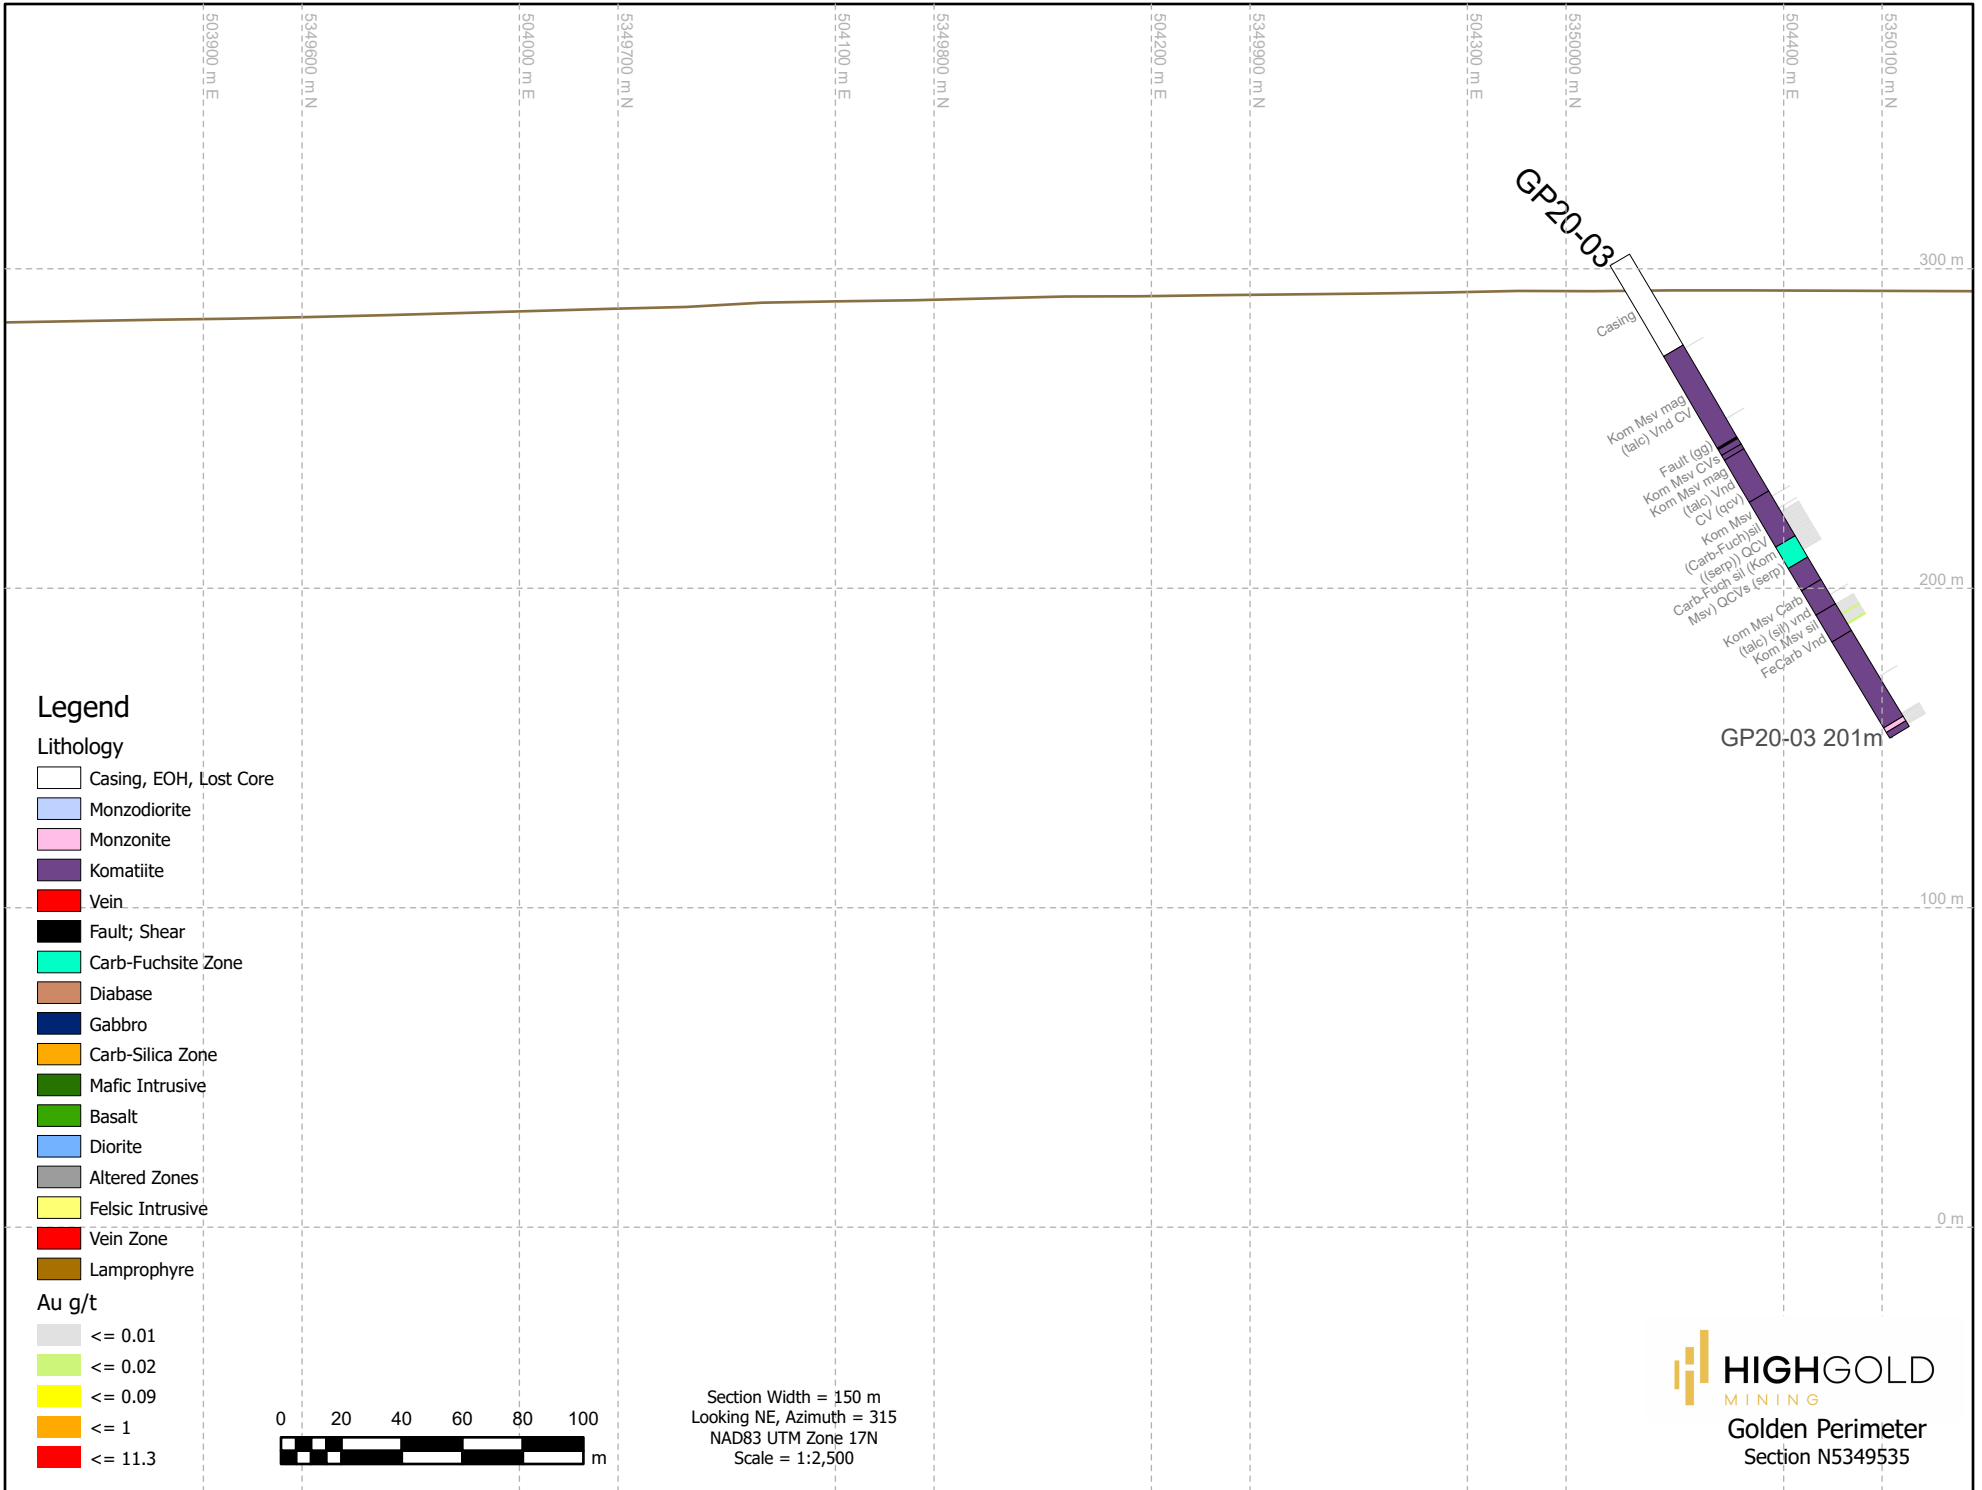 503900 m E
5349600 m N
504000 m E
5349700 m N
504100 m E
5349800 m N
504200 m E
5349900 m N
504300 m E
5350000 m N
504400 m E
5350100 m N
GP20-03
300 m
Casing
Kom Msv mag
(talc) Vnd CV
Fault (gg)
Kom Msv CVs
Kom Msv mag
(talc) Vnd
CV (qcv)
Kom Msv
(Carb-Fuch)sil
((serp)) QCV
Carb-Fuch sil (Kom
Msv) QCVs (serp)
200 m
Kom Msv Carb
(talc) (sil) vnd
Kom Msv sil
FeCarb Vnd
GP20-03 201m
100 m
0 m
Legend
Lithology
Casing, EOH, Lost Core
Monzodiorite
Monzonite
Komatiite
Vein
Fault; Shear
Carb-Fuchsite Zone
Diabase
Gabbro
Carb-Silica Zone
Mafic Intrusive
Basalt
Diorite
Altered Zones
Felsic Intrusive
Vein Zone
Lamprophyre
Au g/t
<= 0.01
<= 0.02
<= 0.09
<= 1
<= 11.3
0 20 40 60 80 100
m
Section Width = 150 m
Looking NE, Azimuth = 315
NAD83 UTM Zone 17N
Scale = 1:2,500
HIGHGOLD
MINING
Golden Perimeter
Section N5349535